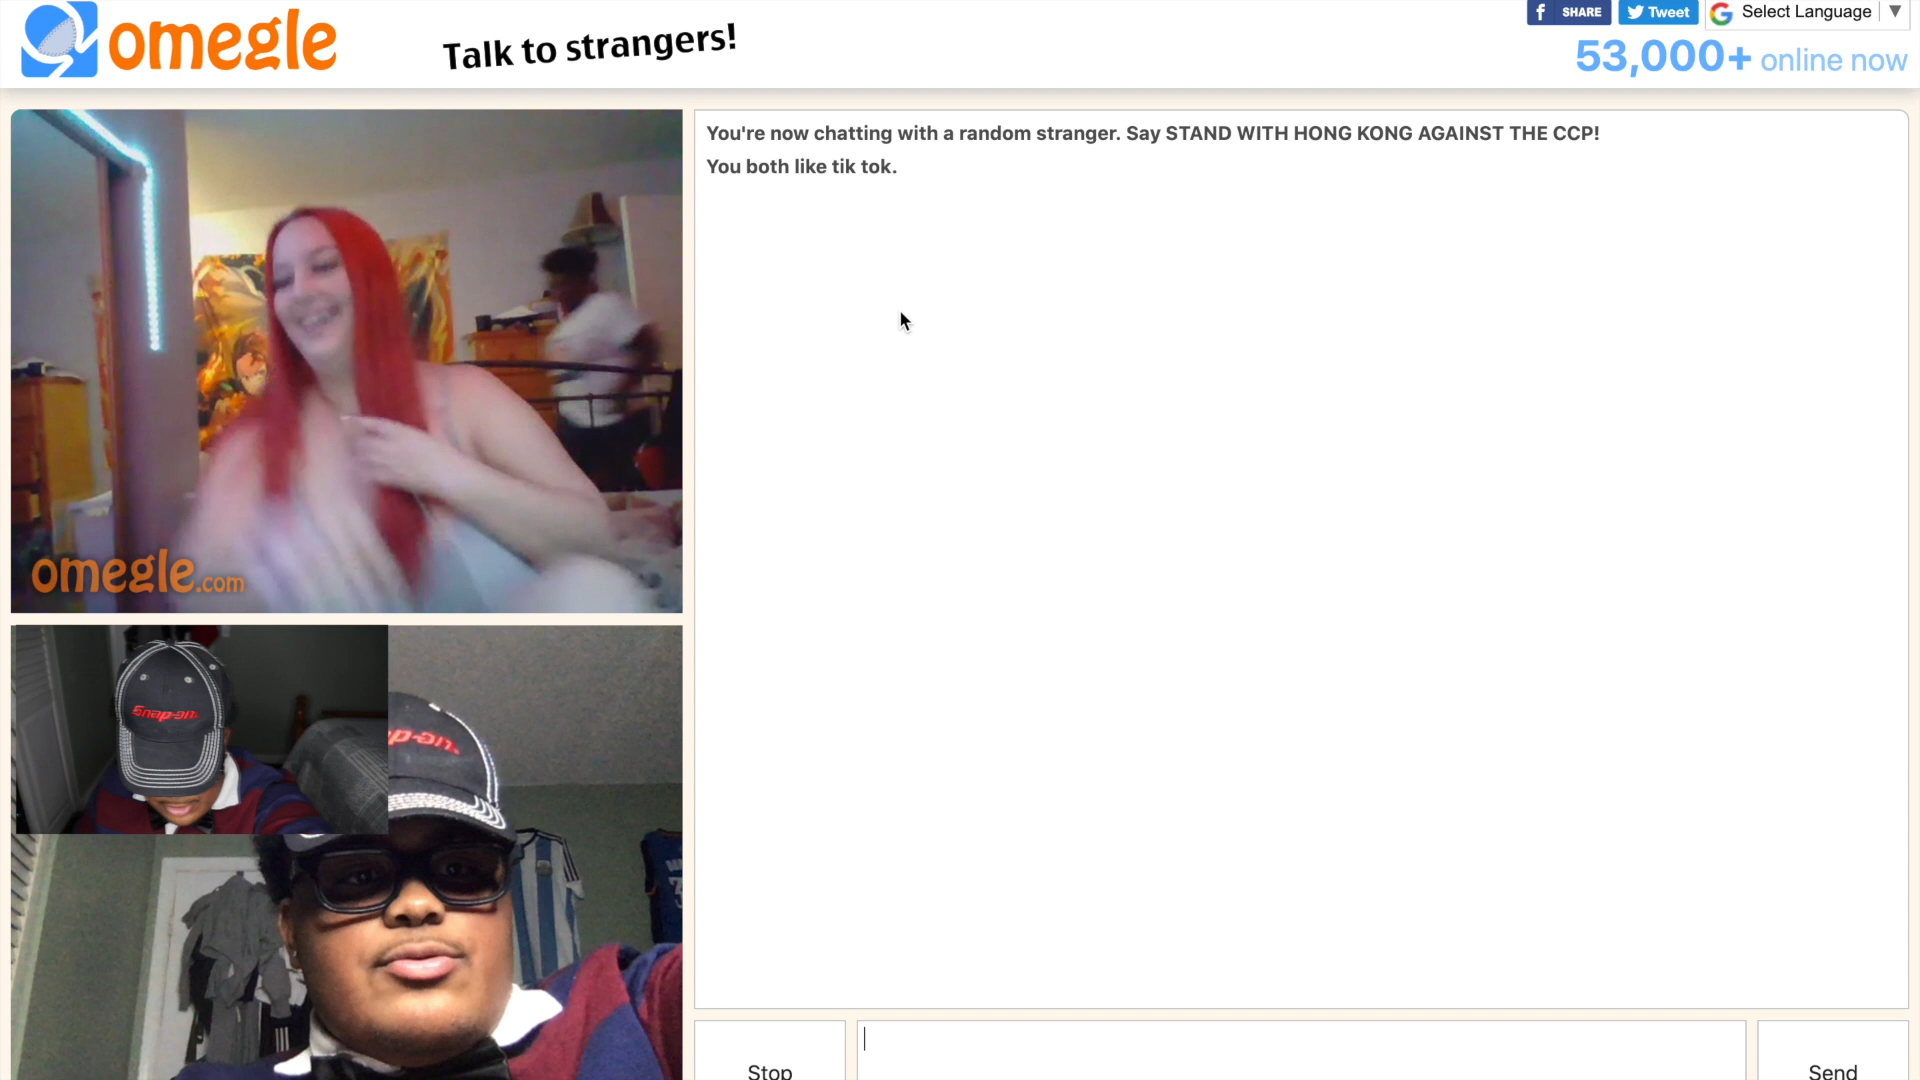 omegle
Talk to strangers!
f SHARE
Tweet
G Select Language ▼
53,000+ online now
You're now chatting with a random stranger. Say STAND WITH HONG KONG AGAINST THE CCP!
You both like tik tok.
omegle.com
Snap-on
p-on
Stop
Send